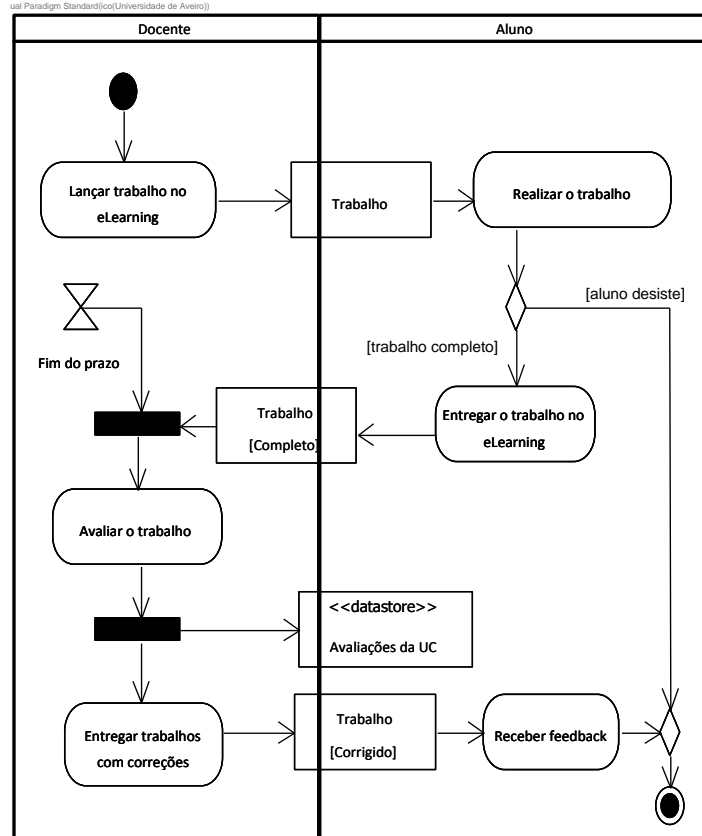 ual Paradigm Standard(ico(Universidade de Aveiro))
Docente
Aluno
Lançar trabalho no
eLearning
Trabalho
Realizar o trabalho
[aluno desiste]
[trabalho completo]
Fim do prazo
Trabalho
[Completo]
Entregar o trabalho no
eLearning
Avaliar o trabalho
<<datastore>>
Avaliações da UC
Entregar trabalhos
com correções
Trabalho
[Corrigido]
Receber feedback